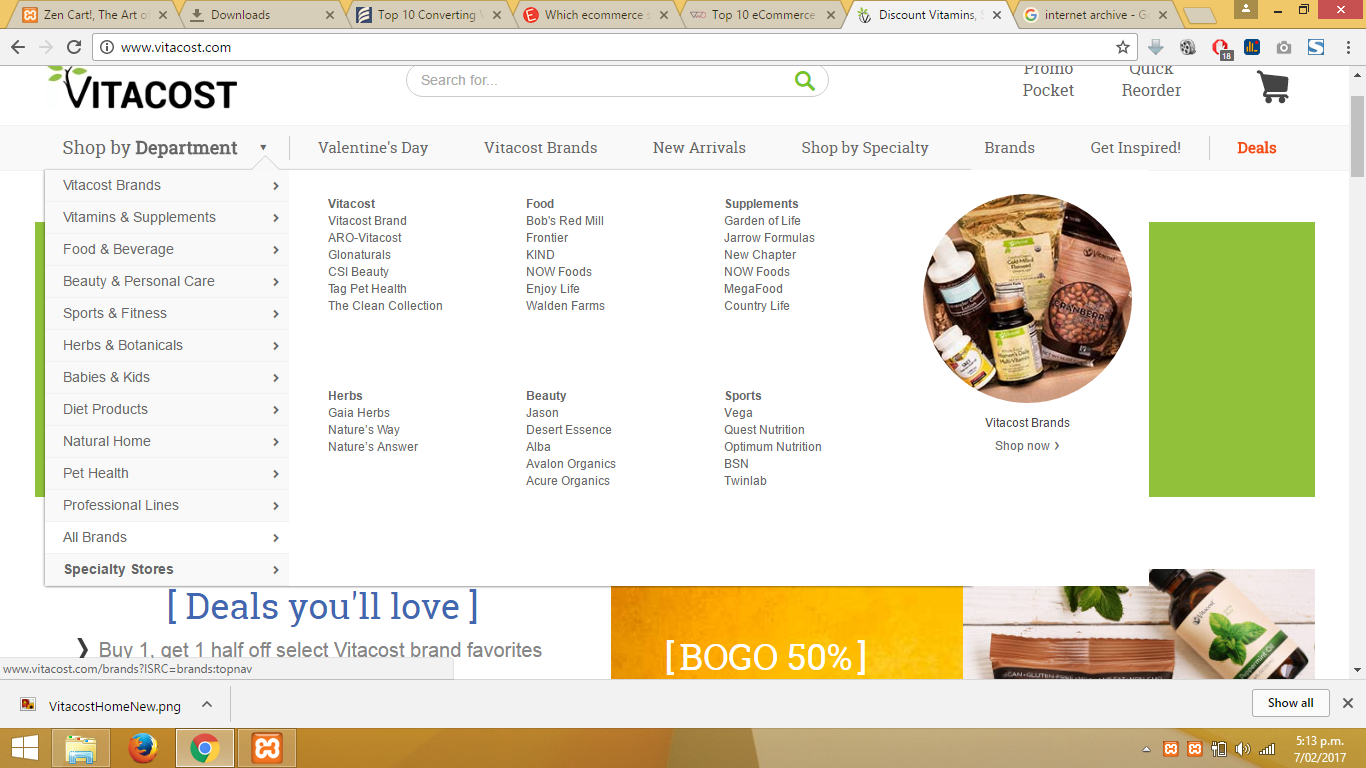 Zen Cart!, The Art o
Downloads
Top 10 Converting
Which ecommerce s
Top 10 eCommerce
Discount Vitamins, S
internet archive - G
www.vitacost.com
18
VITACOST
Search for...
Promo
Pocket
Quick
Reorder
Shop by Department
Valentine's Day
Vitacost Brands
New Arrivals
Shop by Specialty
Brands
Get Inspired!
Deals
Vitacost Brands
Vitamins & Supplements
Food & Beverage
Beauty & Personal Care
Sports & Fitness
Herbs & Botanicals
Babies & Kids
Diet Products
Natural Home
Pet Health
Professional Lines
All Brands
Specialty Stores
Vitacost
Vitacost Brand
ARO-Vitacost
Glonaturals
CSI Beauty
Tag Pet Health
The Clean Collection
Food
Bob's Red Mill
Frontier
KIND
NOW Foods
Enjoy Life
Walden Farms
Supplements
Garden of Life
Jarrow Formulas
New Chapter
NOW Foods
MegaFood
Country Life
Herbs
Gaia Herbs
Nature's Way
Nature's Answer
Beauty
Jason
Desert Essence
Alba
Avalon Organics
Acure Organics
Sports
Vega
Quest Nutrition
Optimum Nutrition
BSN
Twinlab
CRANBERRY
Vitacost Brands
Shop now ›
[ Deals you'll love ]
Buy 1, get 1 half off select Vitacost brand favorites
[BOGO 50%]
Vitacost
Peppermint Oil
www.vitacost.com/brands?ISRC=brands:topnav
VitacostHomeNew.png
Show all
5:13 p.m.
7/02/2017